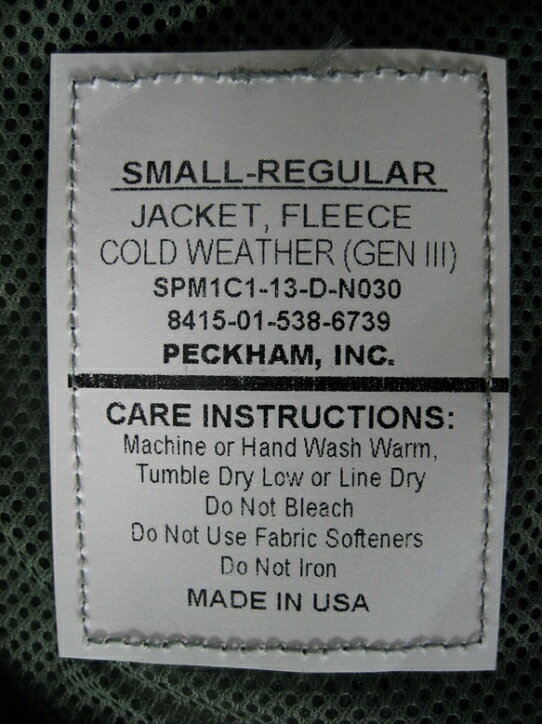 SMALL-REGULAR
JACKET, FLEECE
COLD WEATHER (GEN III)
SPM1C1-13-D-N030
8415-01-538-6739
PECKHAM, INC.
CARE INSTRUCTIONS:
Machine or Hand Wash Warm,
Tumble Dry Low or Line Dry
Do Not Bleach
Do Not Use Fabric Softeners
Do Not Iron
MADE IN USA